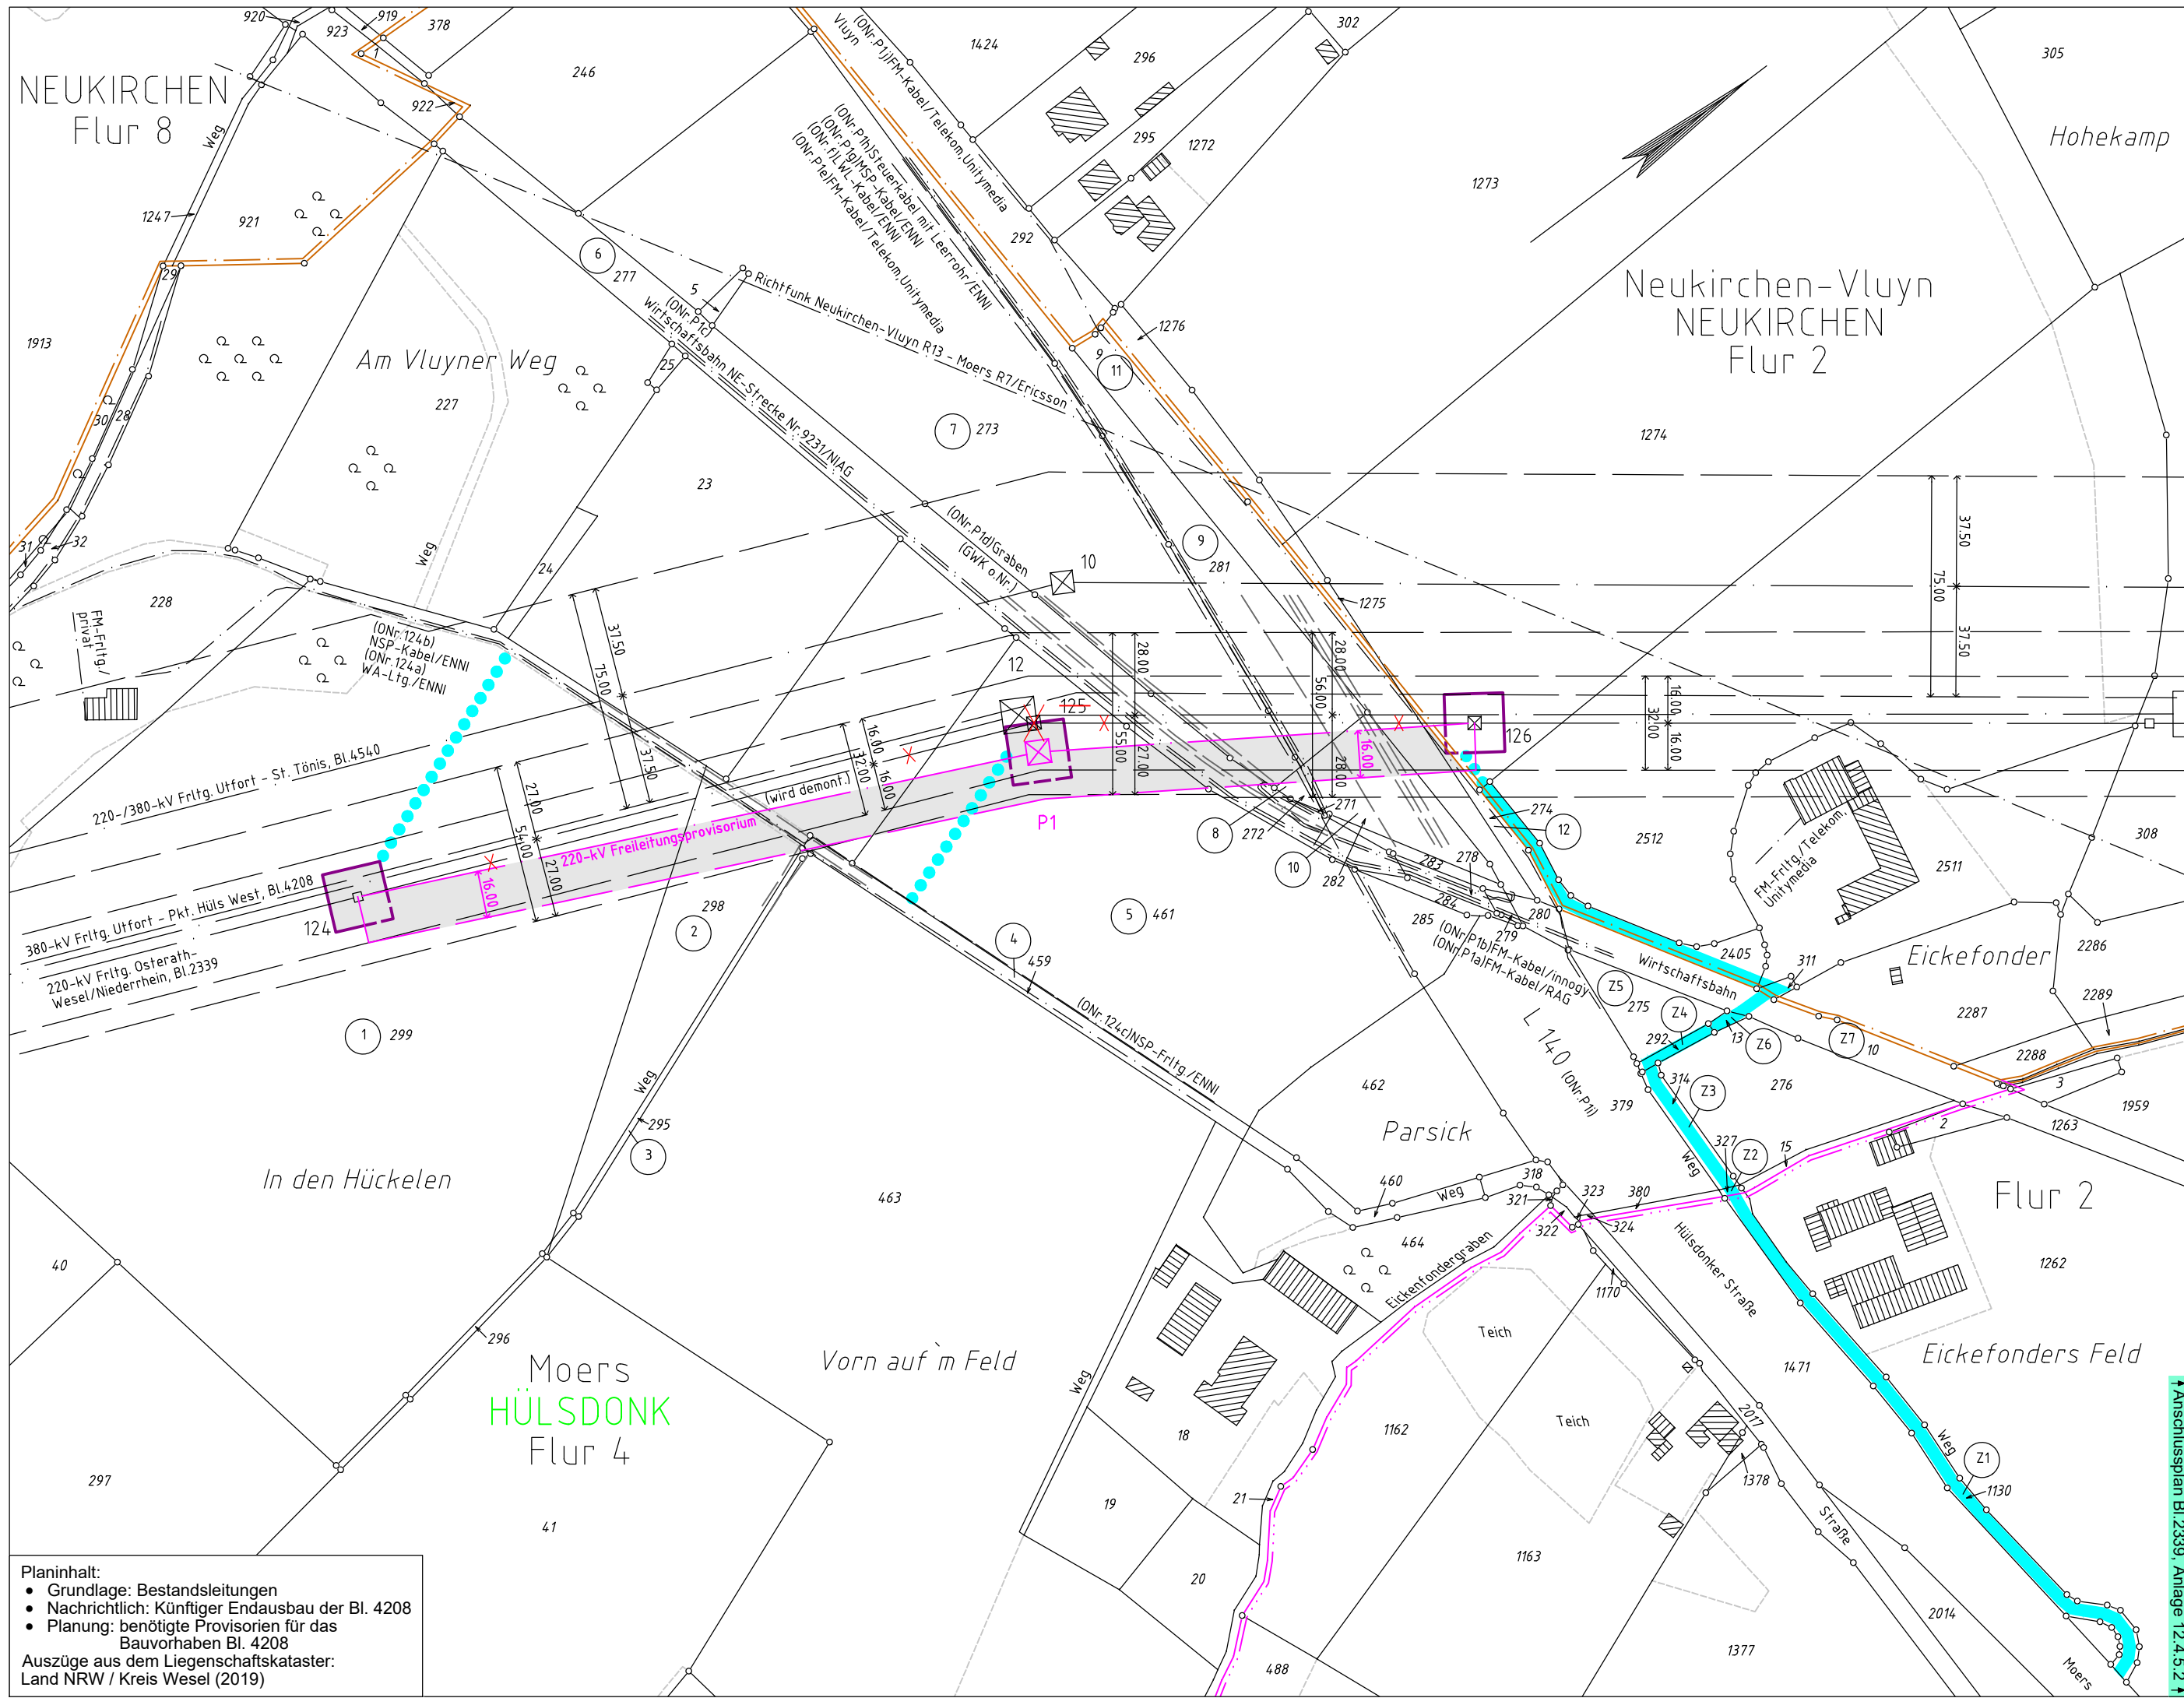 NEUKIRCHEN
Flur 8
920
919
923
378
1
922
Weg
1247
921
246
29
1913
30
28
31
32
Am Vluyner Weg
227
Weg
228
FM-Frltg./
privat
6
277
5
(ONr.P1c)
Wirtschaftsbahn NE-Strecke Nr.9231/NIAG
25
23
24
(ONr.P1j)FM-Kabel/Telekom,Unitymedia
Vluyn
(ONr.P1h)Steuerkabel mit Leerrohr/ENNI
(ONr.P1g)MSP-Kabel/ENNI
(ONr.f)LWL-Kabel/ENNI
(ONr.P1e)FM-Kabel/Telekom,Unitymedia
Richtfunk Neukirchen-Vluyn R13 - Moers R7/Ericsson
1424
296
302
295
1272
292
1276
9
11
1273
305
Hohekamp
Neukirchen-Vluyn
NEUKIRCHEN
Flur 2
1274
7
273
(ONr.P1d)Graben
(GWK o.Nr.)
10
9
281
1275
37.50
75.00
37.50
(ONr.124b)
NSP-Kabel/ENNI
(ONr.124a)
WA-Ltg./ENNI
37.50
75.00
37.50
12
125
28.00
55.00
27.00
28.00
56.00
28.00
16.00
126
16.00
32.00
16.00
220-/380-kV Frltg. Utfort - St. Tönis, Bl.4540
380-kV Frltg. Utfort - Pkt. Hüls West, Bl.4208
220-kV Frltg. Osterath-
Wesel/Niederrhein, Bl.2339
124
16.00
27.00
54.00
27.00
220-kV Freileitungsprovisorium
(wird demont.)
16.00
32.00
16.00
P1
8
272
271
10
282
283
278
284
285
279
280
274
12
2512
FM-Frltg./Telekom,
Unitymedia
2511
308
(ONr.P1b)FM-Kabel/innogy
(ONr.P1a)FM-Kabel/RAG
Wirtschaftsbahn
2405
311
Eickefonder
2286
2289
2287
2288
298
2
5
461
4
459
1
299
(ONr.124c)NSP-Frltg./ENNI
Weg
295
3
In den Hückelen
L 140 (ONr.P1i)
Z5
275
Z4
292
13
Z6
Z7
10
276
314
Z3
379
327
Z2
Weg
15
2
3
1959
1263
462
Parsick
460
Weg
318
321
322
323
324
380
464
Eickenfondergraben
Hülsdonker Straße
1170
Flur 2
1262
Eickefonders Feld
463
40
296
Moers
HÜLSDONK
Flur 4
Vorn auf`m Feld
Weg
18
19
20
21
41
297
Teich
Teich
1162
1163
1471
2017
1378
Straße
Weg
Z1
1130
2014
1377
488
Moers
Anschlussplan Bl.2339, Anlage 12.4.5.2
Planinhalt:
• Grundlage: Bestandsleitungen
• Nachrichtlich: Künftiger Endausbau der Bl. 4208
• Planung: benötigte Provisorien für das
Bauvorhaben Bl. 4208
Auszüge aus dem Liegenschaftskataster:
Land NRW / Kreis Wesel (2019)